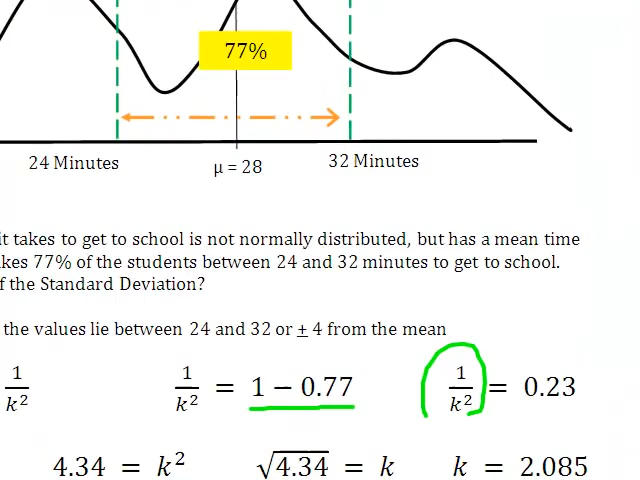 77%
24 Minutes
μ = 28
32 Minutes
it takes to get to school is not normally distributed, but has a mean time
kes 77% of the students between 24 and 32 minutes to get to school.
f the Standard Deviation?
the values lie between 24 and 32 or ± 4 from the mean
1/k² 1/k² = 1 − 0.77 1/k² = 0.23
4.34 = k² √4.34 = k k = 2.085